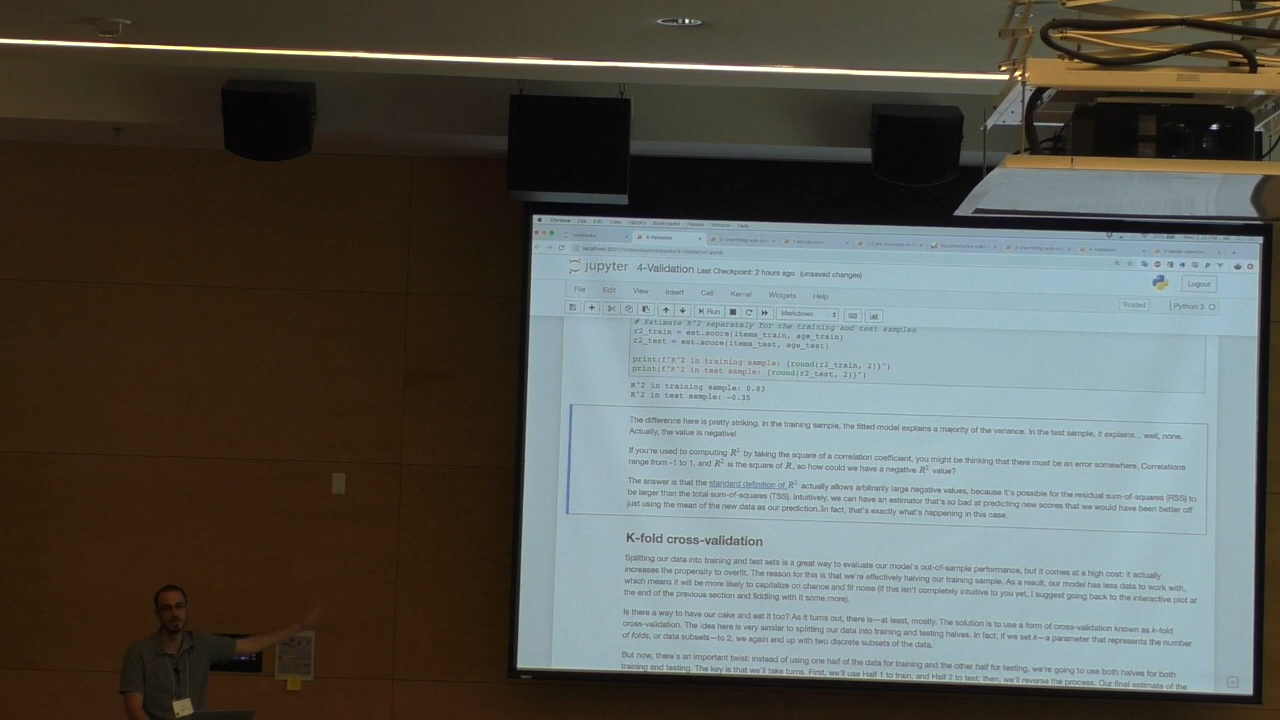 Chrome File Edit View History Bookmarks People Window Help
4-Validation
jupyter 4-Validation Last Checkpoint: 2 hours ago (unsaved changes)
Logout
File Edit View Insert Cell Kernel Widgets Help
Trusted
Python 3
Run
Markdown
# Estimate R^2 separately for the training and test samples
r2_train = est.score(items_train, age_train)
r2_test = est.score(items_test, age_test)
print(f"R^2 in training sample: {round(r2_train, 2)}")
print(f"R^2 in test sample: {round(r2_test, 2)}")
R^2 in training sample: 0.83
R^2 in test sample: -0.35
The difference here is pretty striking. In the training sample, the fitted model explains a majority of the variance. In the test sample, it explains... well, none.
Actually, the value is negative!
If you're used to computing R² by taking the square of a correlation coefficient, you might be thinking that there must be an error somewhere. Correlations
range from -1 to 1, and R² is the square of R, so how could we have a negative R² value?
The answer is that the standard definition of R² actually allows arbitrarily large negative values, because it's possible for the residual sum-of-squares (RSS) to
be larger than the total sum-of-squares (TSS). Intuitively, we can have an estimator that's so bad at predicting new scores that we would have been better off
just using the mean of the new data as our prediction. In fact, that's exactly what's happening in this case.
K-fold cross-validation
Splitting our data into training and test sets is a great way to evaluate our model's out-of-sample performance, but it comes at a high cost: it actually
increases the propensity to overfit. The reason for this is that we're effectively halving our training sample. As a result, our model has less data to work with,
which means it will be more likely to capitalize on chance and fit noise (if this isn't completely intuitive to you yet, I suggest going back to the interactive plot at
the end of the previous section and fiddling with it some more).
Is there a way to have our cake and eat it too? As it turns out, there is—at least, mostly. The solution is to use a form of cross-validation known as k-fold
cross-validation. The idea here is very similar to splitting our data into training and testing halves. In fact, if we set k—a parameter that represents the number
of folds, or data subsets—to 2, we again end up with two discrete subsets of the data.
But now, there's an important twist: instead of using one half of the data for training and the other half for testing, we're going to use both halves for both
training and testing. The key is that we'll take turns. First, we'll use Half 1 to train, and Half 2 to test; then, we'll reverse the process. Our final estimate of the